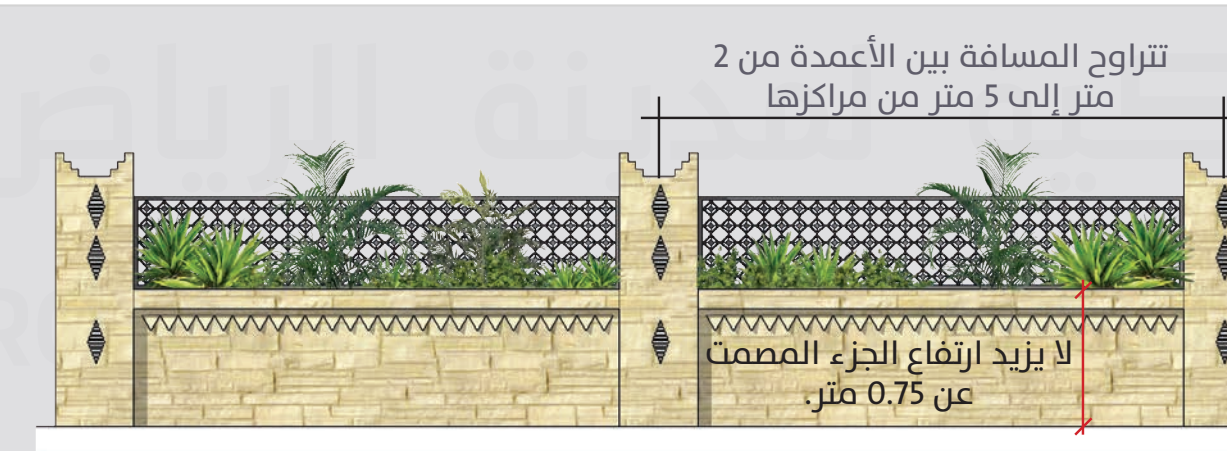 تتراوح المسافة بين الأعمدة من 2
متر إلى 5 متر من مراكزها
لا يزيد ارتفاع الجزء المصمت
عن 0.75 متر.